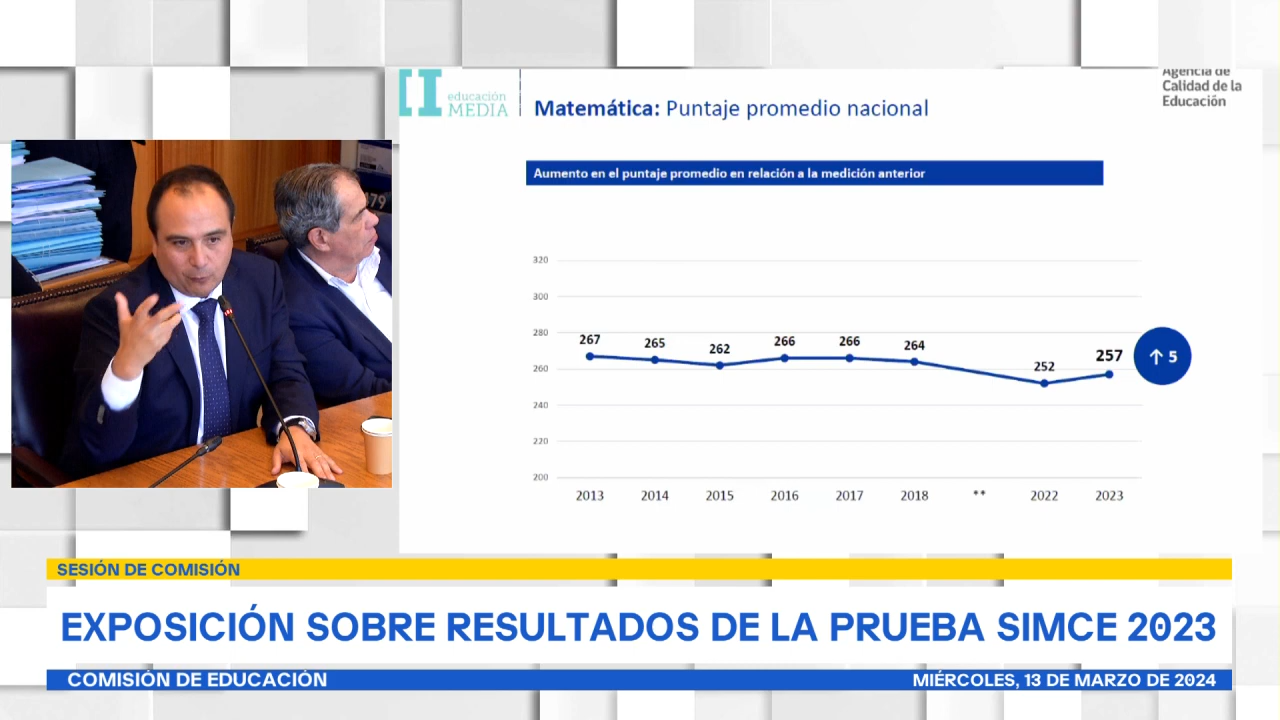 educación
MEDIA
Matemática: Puntaje promedio nacional
Agencia de
Calidad de la
Educación
Aumento en el puntaje promedio en relación a la medición anterior
320
300
280
260
240
220
200
267
265
262
266
266
264
252
257
↑ 5
2013
2014
2015
2016
2017
2018
**
2022
2023
79
SESIÓN DE COMISIÓN
EXPOSICIÓN SOBRE RESULTADOS DE LA PRUEBA SIMCE 2023
COMISIÓN DE EDUCACIÓN
MIÉRCOLES, 13 DE MARZO DE 2024